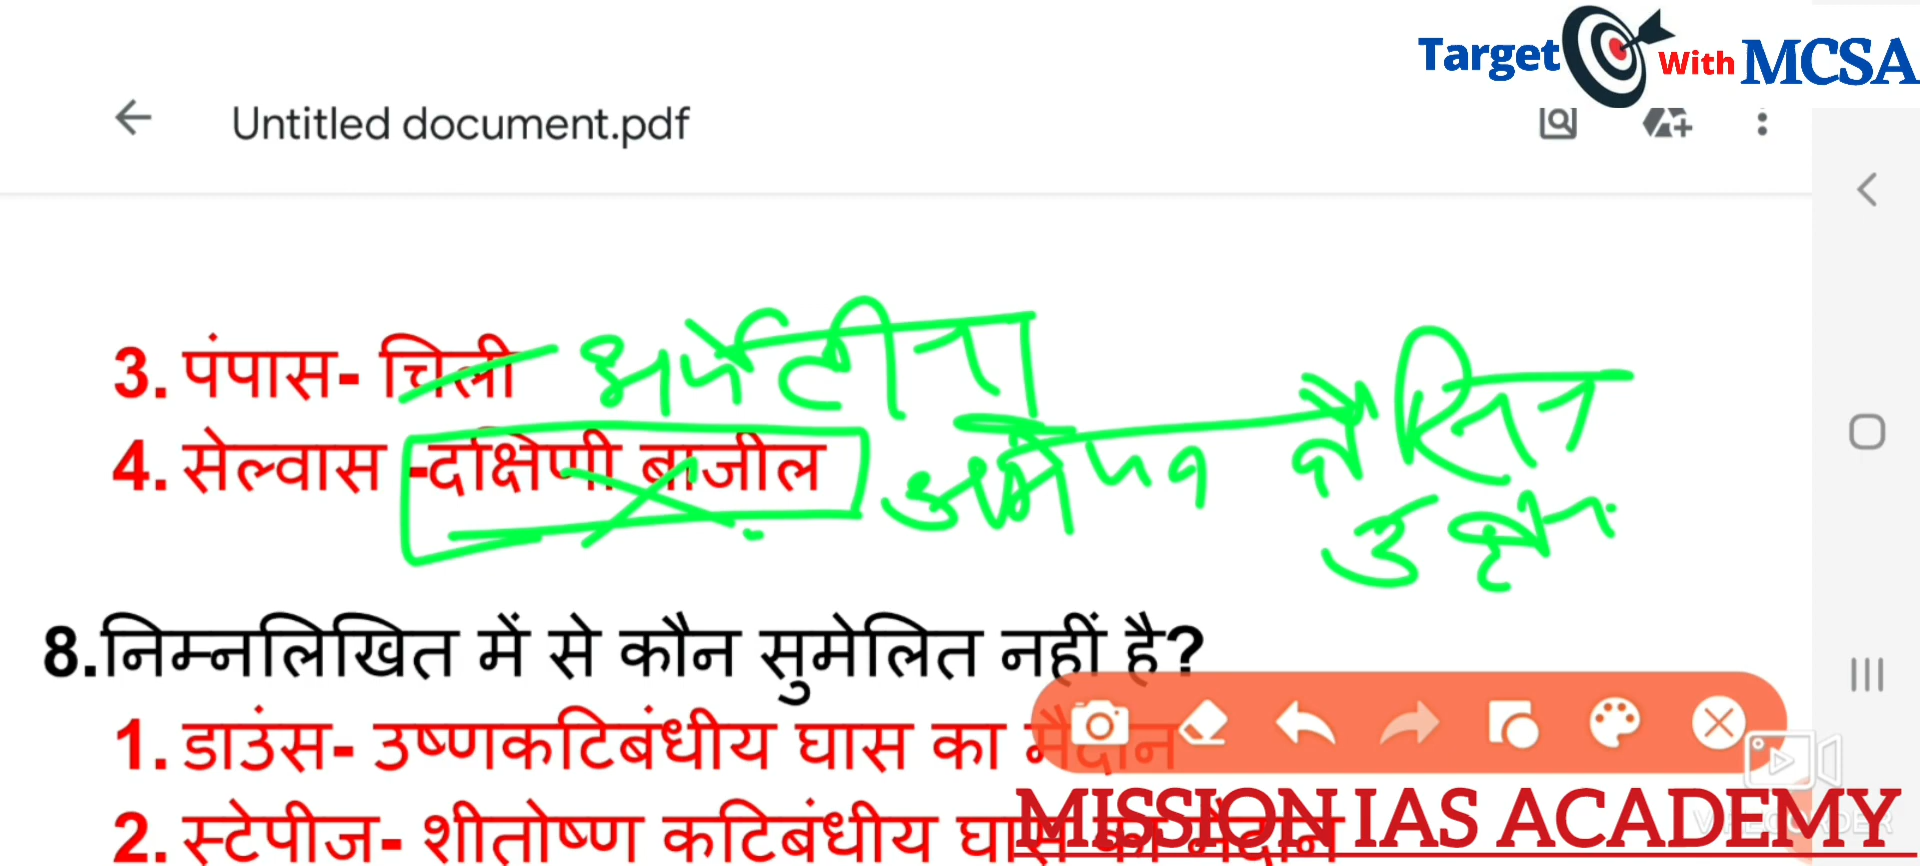 Target With MCSA
Untitled document.pdf
3. पंपास- चिली अर्जेंटीना
4. सेल्वास -दक्षिणी बाजील
8.निम्नलिखित में से कौन सुमेलित नहीं है?
1. डाउंस- उष्णकटिबंधीय घास का मैदान
2. स्टेपीज- शीतोष्ण कटिबंधीय घास का मैदान
MISSION IAS ACADEMY